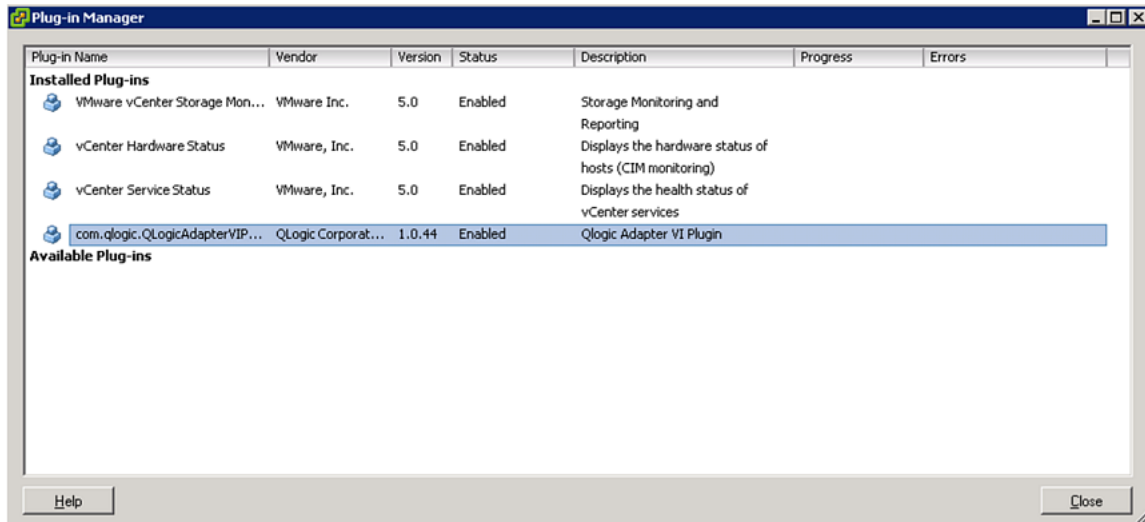 Plug-in Manager
Plug-in Name Vendor Version Status Description Progress Errors
Installed Plug-ins
VMware vCenter Storage Mon... VMware Inc. 5.0 Enabled Storage Monitoring and
Reporting
vCenter Hardware Status VMware, Inc. 5.0 Enabled Displays the hardware status of
hosts (CIM monitoring)
vCenter Service Status VMware, Inc. 5.0 Enabled Displays the health status of
vCenter services
com.qlogic.QLogicAdapterVIP... QLogic Corporat... 1.0.44 Enabled Qlogic Adapter VI Plugin
Available Plug-ins
Help Close